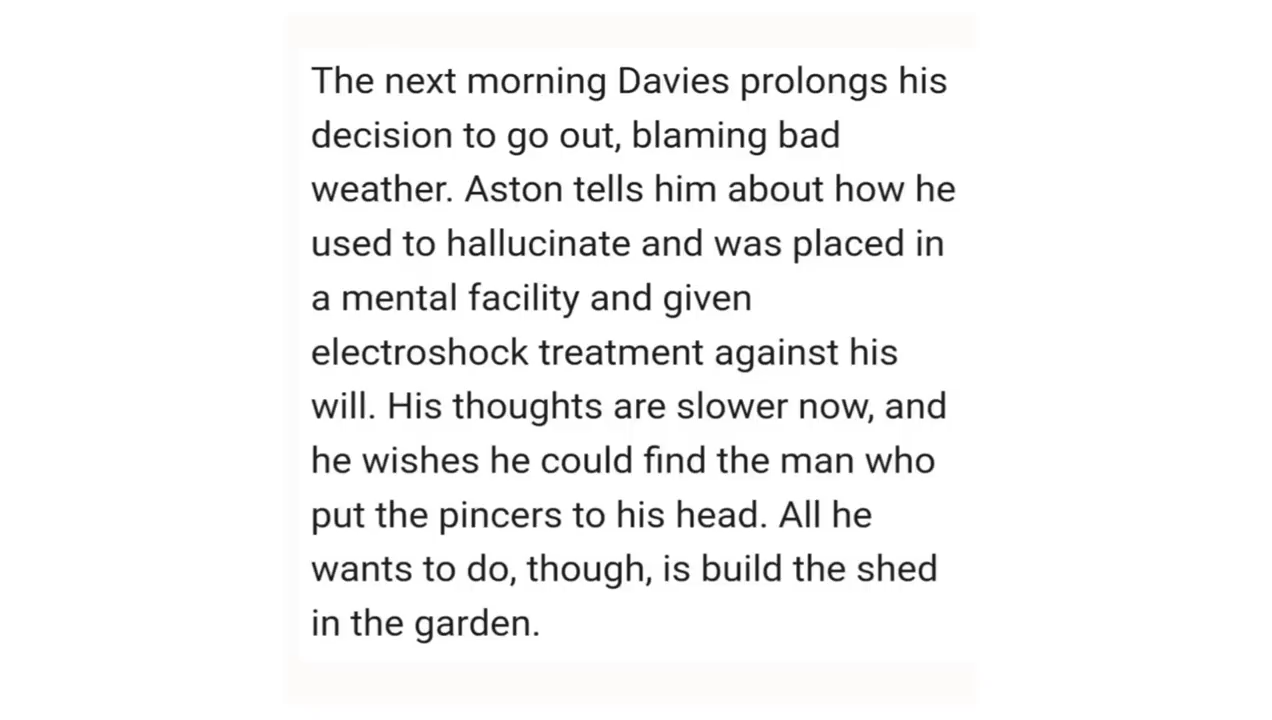 The next morning Davies prolongs his
decision to go out, blaming bad
weather. Aston tells him about how he
used to hallucinate and was placed in
a mental facility and given
electroshock treatment against his
will. His thoughts are slower now, and
he wishes he could find the man who
put the pincers to his head. All he
wants to do, though, is build the shed
in the garden.